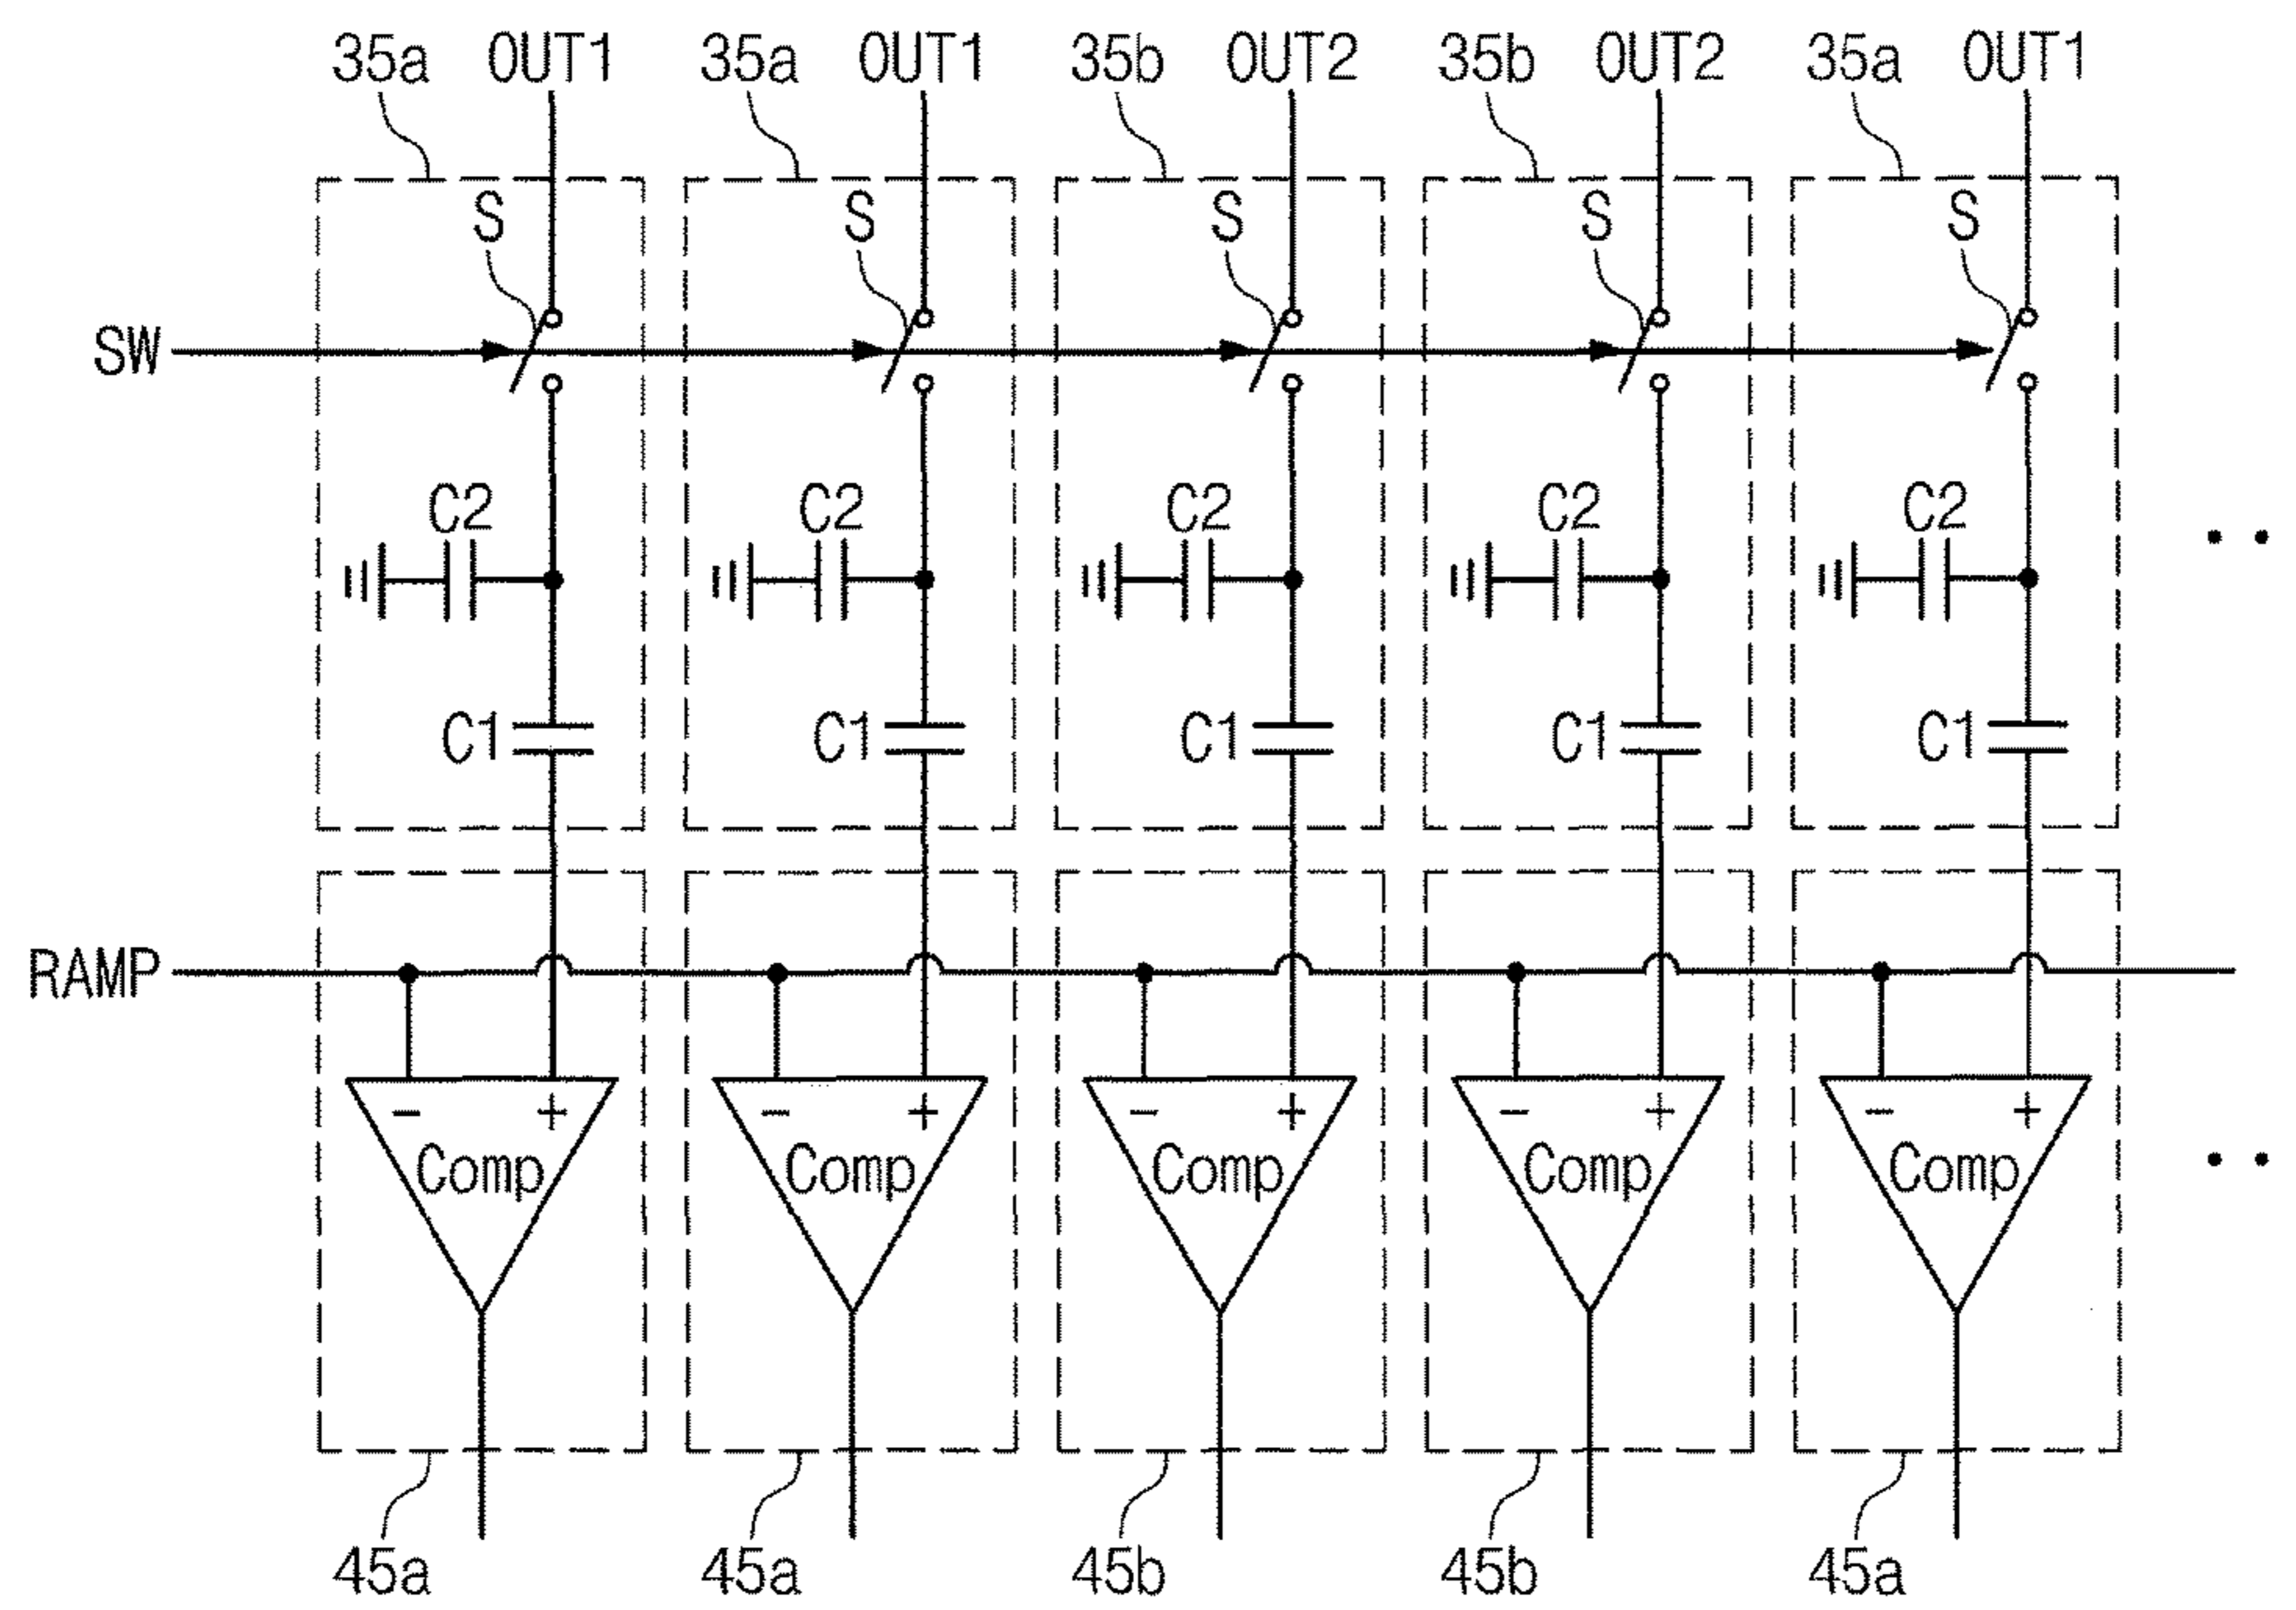 35a OUT1 35a OUT1 35b OUT2 35b OUT2 35a OUT1
S S S S S
SW
C2 C2 C2 C2 C2
C1 C1 C1 C1 C1
RAMP
- + - + - + - + - +
Comp Comp Comp Comp Comp
45a 45a 45b 45b 45a